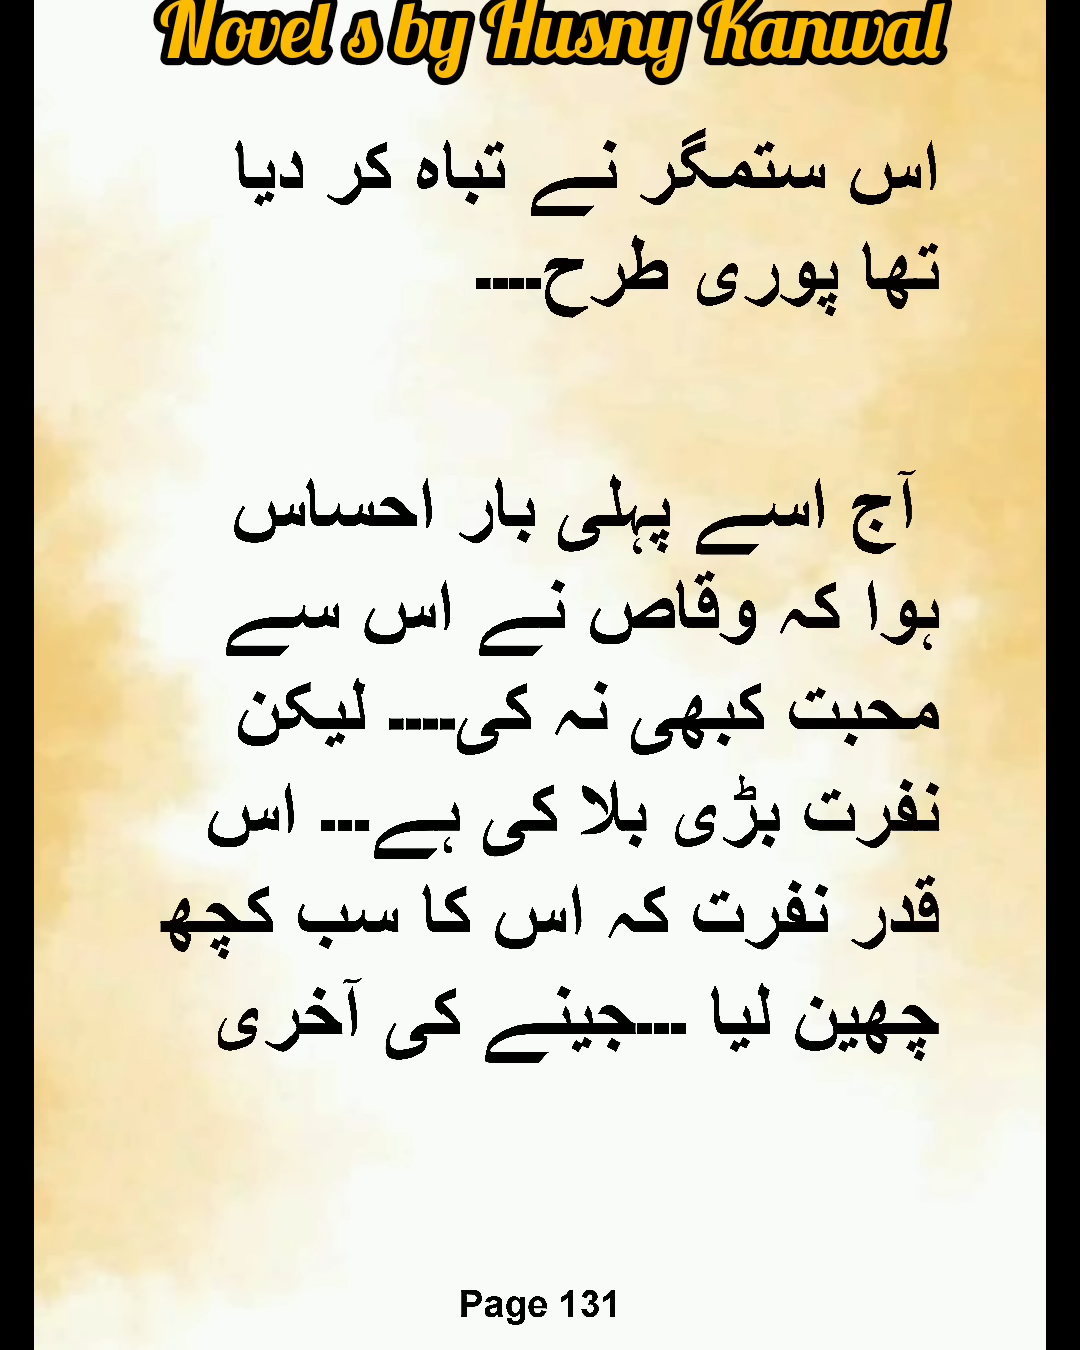 Novel s by Husny Kanwal
اس ستمگر نے تباہ کر دیا
تھا پوری طرح----
آج اسے پہلی بار احساس
ہوا کہ وقاص نے اس سے
محبت کبھی نہ کی---- لیکن
نفرت بڑی بلا کی ہے--- اس
قدر نفرت کہ اس کا سب کچھ
چھین لیا ---جینے کی آخری
Page 131